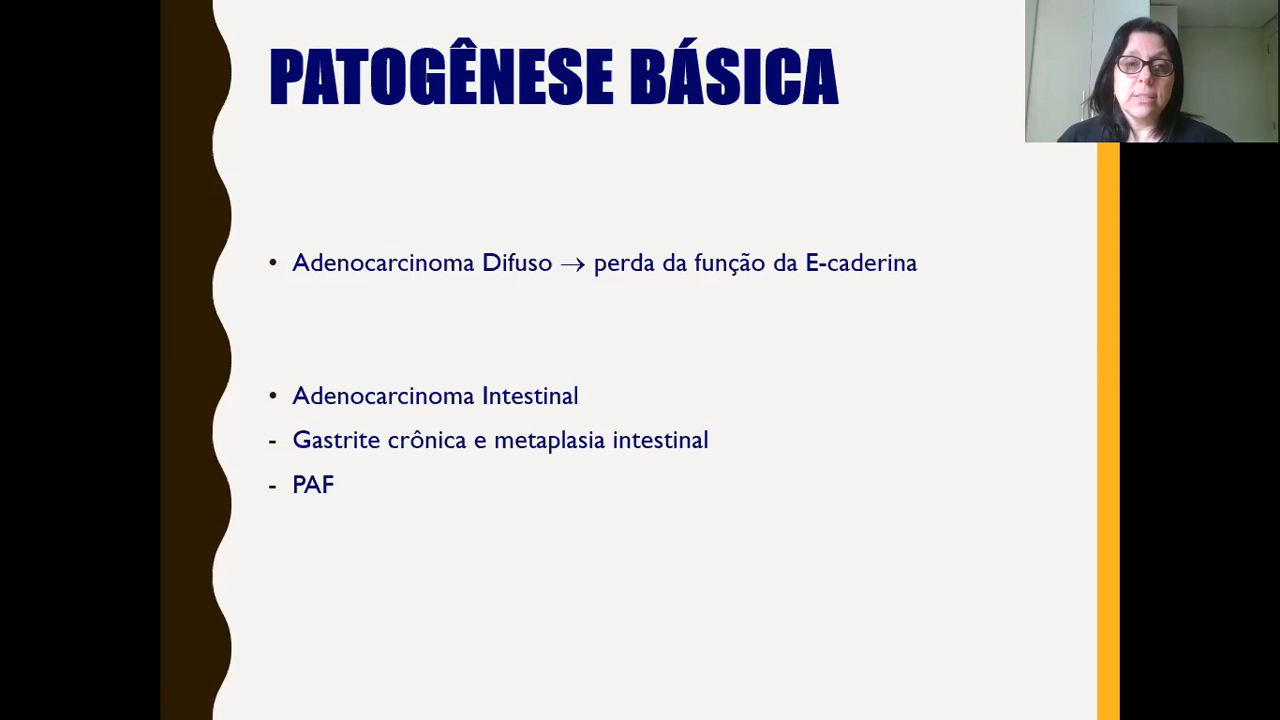 PATOGÊNESE BÁSICA
• Adenocarcinoma Difuso → perda da função da E-caderina
• Adenocarcinoma Intestinal
- Gastrite crônica e metaplasia intestinal
- PAF